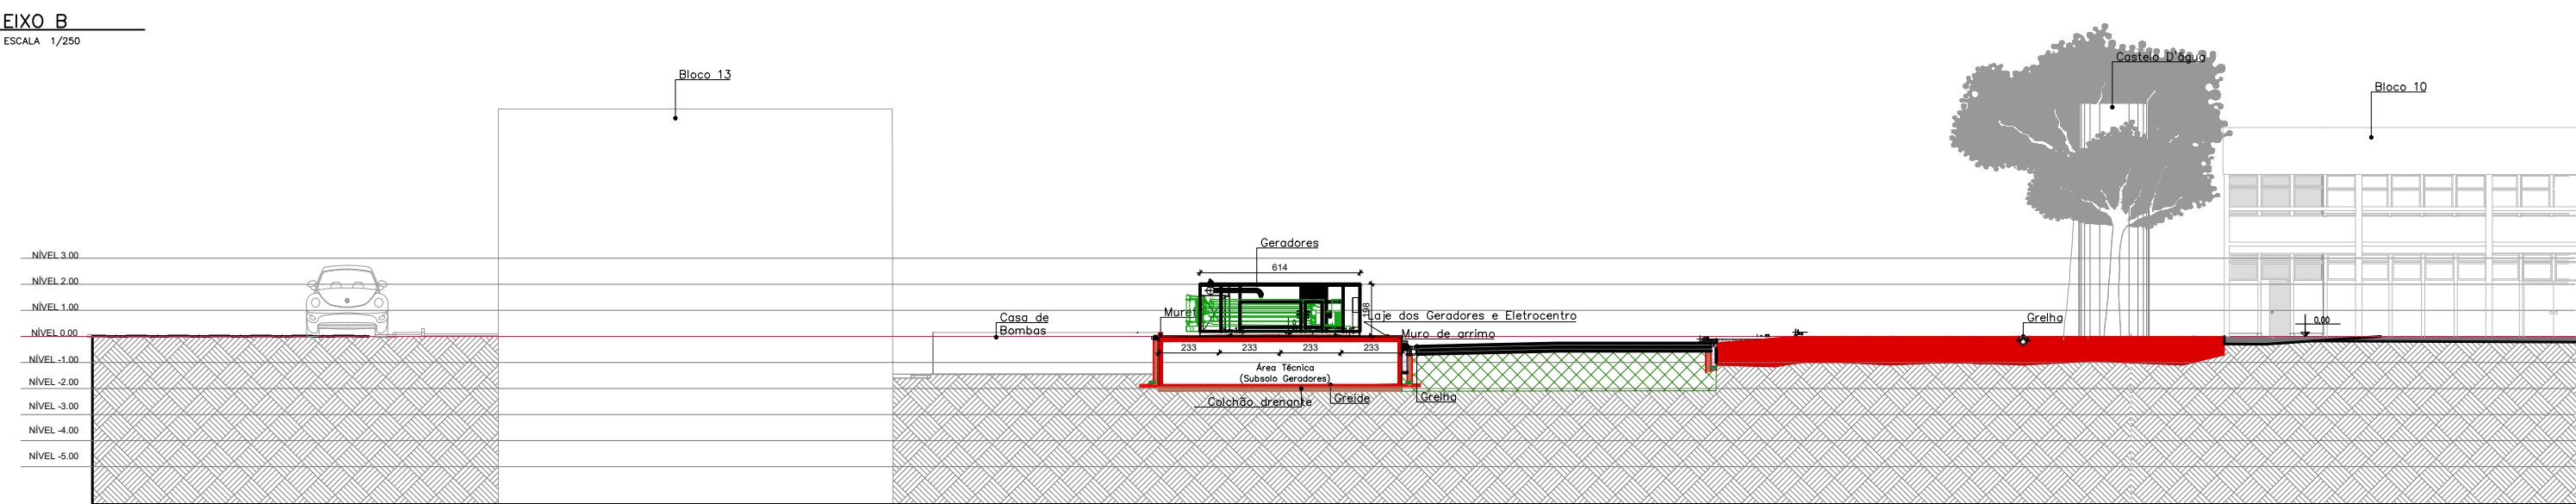 EIXO B
ESCALA 1/250
Bloco 13
Castelo D'água
Bloco 10
Geradores
614
198
NÍVEL 3.00
NÍVEL 2.00
NÍVEL 1.00
NÍVEL 0.00
NÍVEL -1.00
NÍVEL -2.00
NÍVEL -3.00
NÍVEL -4.00
NÍVEL -5.00
Casa de
Bombas
Muret
Laje dos Geradores e Eletrocentro
Muro de arrimo
Grelha
0.00
233
233
233
233
Área Técnica
(Subsolo Geradores)
Colchão drenante
Greide
Grelha